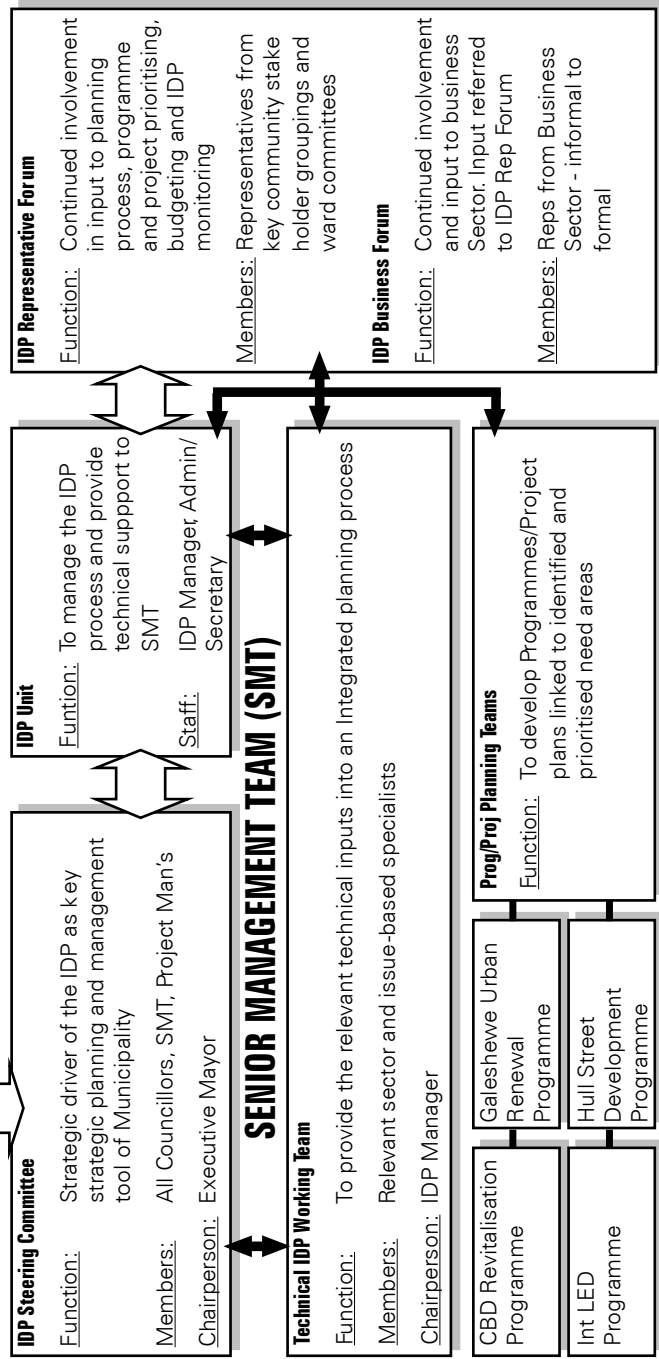 IDP Steering Committee
Function: Strategic driver of the IDP as key
strategic planning and management
tool of Municipality
Members: All Councillors, SMT, Project Man's
Chairperson: Executive Mayor
IDP Unit
Funtion: To manage the IDP
process and provide
technical suppport to
SMT
Staff: IDP Manager, Admin/
Secretary
IDP Representative Forum
Function: Continued involvement
in input to planning
process, programme
and project prioritising,
budgeting and IDP
monitoring
Members: Representatives from
key community stake
holder groupings and
ward committees
IDP Business Forum
Function: Continued involvement
and input to business
Sector. Input referred
to IDP Rep Forum
Members: Reps from Business
Sector - informal to
formal
SENIOR MANAGEMENT TEAM (SMT)
Technical IDP Working Team
Function: To provide the relevant technical inputs into an Integrated planning process
Members: Relevant sector and issue-based specialists
Chairperson: IDP Manager
CBD Revitalisation
Programme
Galeshewe Urban
Renewal
Programme
Int LED
Programme
Hull Street
Development
Programme
Prog/Proj Planning Teams
Function: To develop Programmes/Project
plans linked to identified and
prioritised need areas